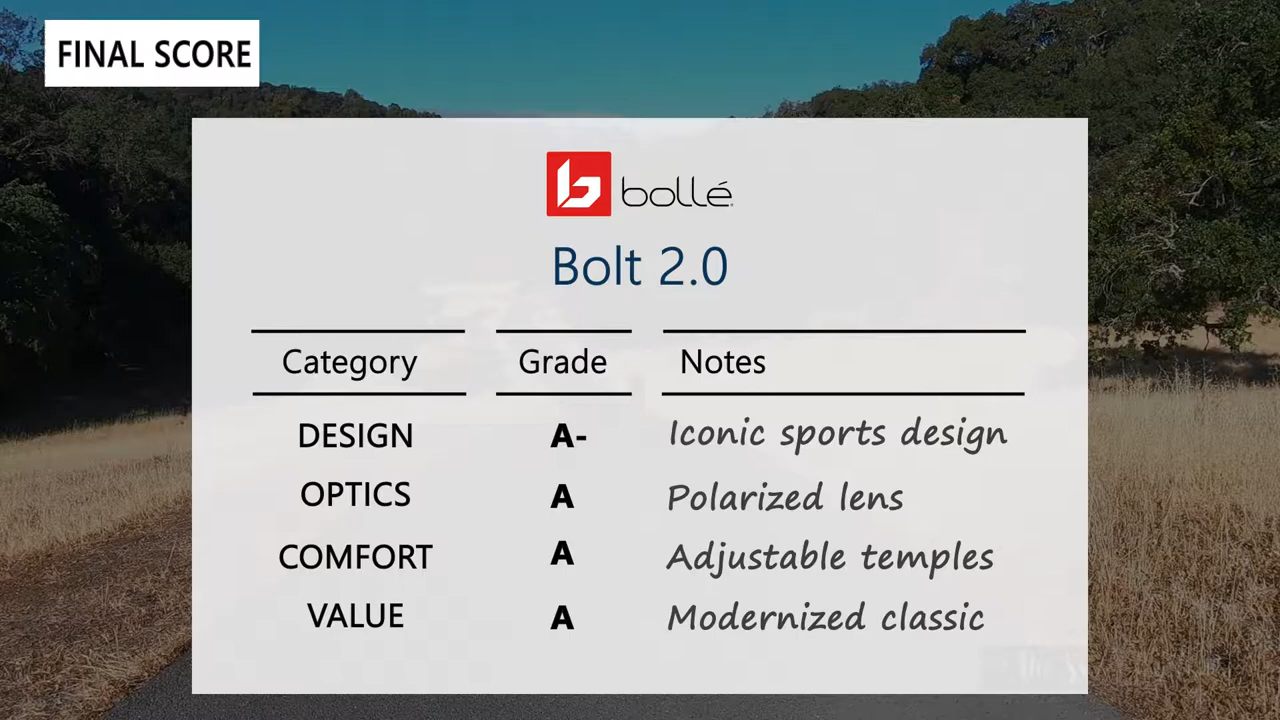 FINAL SCORE
bollé
Bolt 2.0
Category Grade Notes
DESIGN A- Iconic sports design
OPTICS A Polarized lens
COMFORT A Adjustable temples
VALUE A Modernized classic